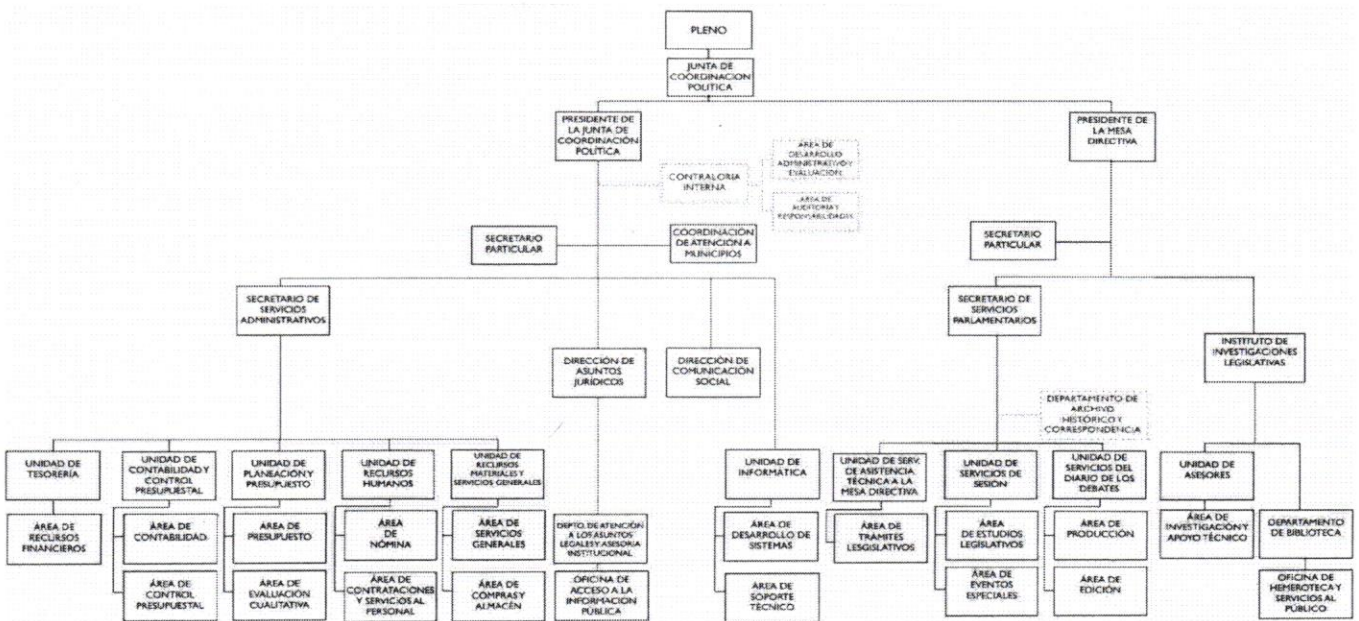 PLENO
JUNTA DE
COORDINACION
POLITICA
PRESIDENTE DE
LA JUNTA DE
COORDINACIÓN
POLÍTICA
PRESIDENTE DE
LA MESA
DIRECTIVA
CONTRALORIA
INTERNA
ÁREA DE
DESARROLLO
ADMINISTRATIVO Y
EVALUACIÓN
ÁREA DE
AUDITORIA Y
RESPONSABILIDADES
SECRETARIO
PARTICULAR
COORDINACIÓN
DE ATENCIÓN A
MUNICIPIOS
SECRETARIO
PARTICULAR
SECRETARIO DE
SERVICIOS
ADMINISTRATIVOS
SECRETARIO DE
SERVICIOS
PARLAMENTARIOS
DIRECCIÓN DE
ASUNTOS
JURÍDICOS
DIRECCIÓN DE
COMUNICACIÓN
SOCIAL
INSTITUTO DE
INVESTIGACIONES
LEGISLATIVAS
DEPARTAMENTO DE
ARCHIVO
HISTÓRICO Y
CORRESPONDENCIA
UNIDAD DE
TESORERÍA
UNIDAD DE
CONTABILIDAD Y
CONTROL
PRESUPUESTAL
UNIDAD DE
PLANEACIÓN Y
PRESUPUESTO
UNIDAD DE
RECURSOS
HUMANOS
UNIDAD DE
RECURSOS
MATERIALES Y
SERVICIOS GENERALES
UNIDAD DE
INFORMÁTICA
UNIDAD DE SERV.
DE ASISTENCIA
TÉCNICA A LA
MESA DIRECTIVA
UNIDAD DE
SERVICIOS DE
SESIÓN
UNIDAD DE
SERVICIOS DEL
DIARIO DE LOS
DEBATES
UNIDAD DE
ASESORES
ÁREA DE
RECURSOS
FINANCIEROS
ÁREA DE
CONTABILIDAD
ÁREA DE
PRESUPUESTO
ÁREA
DE
NÓMINA
ÁREA DE
SERVICIOS
GENERALES
DEPTO. DE ATENCIÓN
A LOS ASUNTOS
LEGALES Y ASESORIA
INSTITUCIONAL
ÁREA DE
DESARROLLO DE
SISTEMAS
ÁREA DE
TRÁMITES
LESGISLATIVOS
ÁREA
DE ESTUDIOS
LEGISLATIVOS
ÁREA DE
PRODUCCIÓN
ÁREA DE
INVESTIGACIÓN Y
APOYO TÉCNICO
DEPARTAMENTO
DE BIBLIOTECA
ÁREA DE
CONTROL
PRESUPUESTAL
ÁREA DE
EVALUACIÓN
CUALITATIVA
ÁREA DE
CONTRATACIONES
Y SERVICIOS AL
PERSONAL
ÁREA DE
COMPRAS Y
ALMACÉN
OFICINA DE
ACCESO A LA
INFORMACION
PÚBLICA
ÁREA DE
SOPORTE
TÉCNICO
ÁREA DE
EVENTOS
ESPECIALES
ÁREA DE
EDICIÓN
OFICINA DE
HEMEROTECA Y
SERVICIOS AL
PÚBLICO